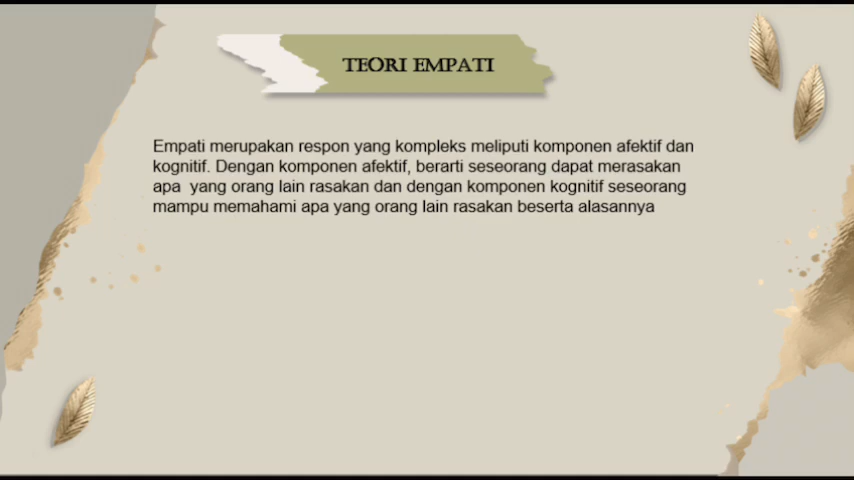 TEORI EMPATI
Empati merupakan respon yang kompleks meliputi komponen afektif dan
kognitif. Dengan komponen afektif, berarti seseorang dapat merasakan
apa  yang orang lain rasakan dan dengan komponen kognitif seseorang
mampu memahami apa yang orang lain rasakan beserta alasannya